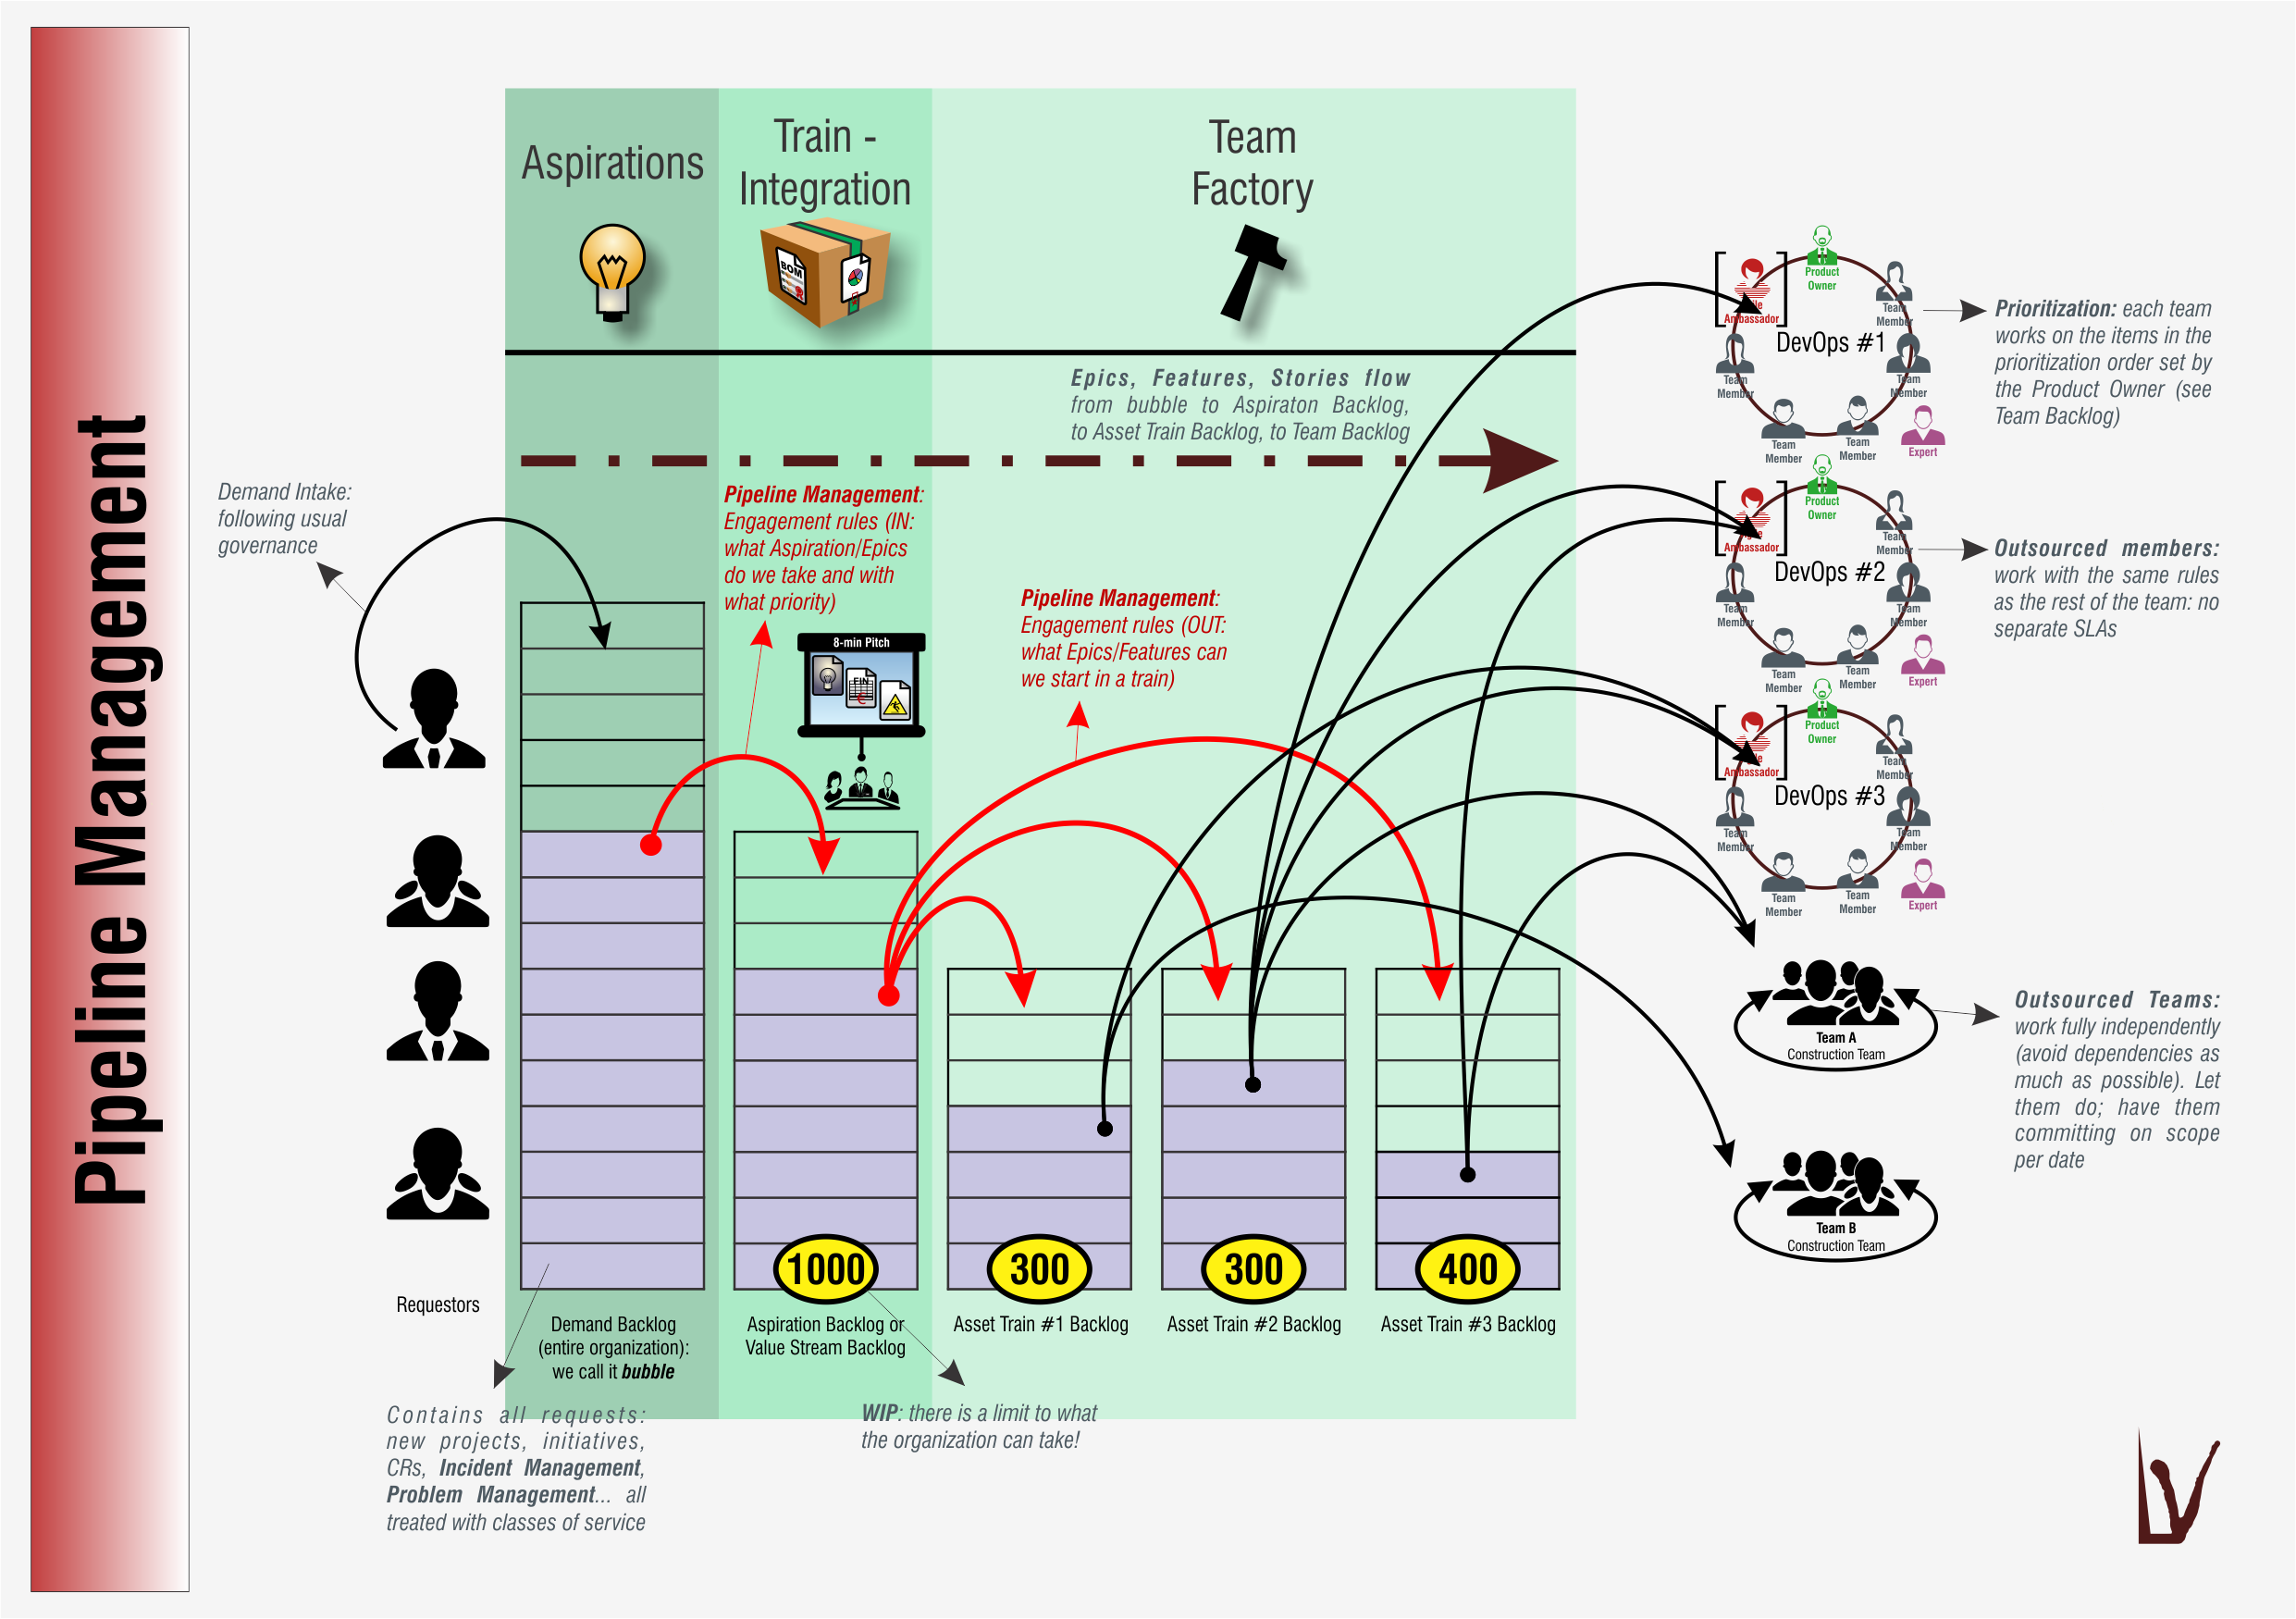 Pipeline Management
Aspirations
Train -
Integration
Team
Factory
BOM
Epics, Features, Stories flow
from bubble to Aspiraton Backlog,
to Asset Train Backlog, to Team Backlog
Demand Intake:
following usual
governance
Pipeline Management:
Engagement rules (IN:
what Aspiration/Epics
do we take and with
what priority)
8-min Pitch
FIN
€
Pipeline Management:
Engagement rules (OUT:
what Epics/Features can
we start in a train)
Requestors
1000
300
300
400
Demand Backlog
(entire organization):
we call it bubble
Aspiration Backlog or
Value Stream Backlog
Asset Train #1 Backlog
Asset Train #2 Backlog
Asset Train #3 Backlog
Contains all requests:
new projects, initiatives,
CRs, Incident Management,
Problem Management... all
treated with classes of service
WIP: there is a limit to what
the organization can take!
Product
Owner
Ambassador
Team
Member
DevOps #1
Team
Member
Team
Member
Team
Member
Team
Member
Expert
Product
Owner
Ambassador
Team
Member
DevOps #2
Team
Member
Team
Member
Team
Member
Team
Member
Expert
Product
Owner
Ambassador
Team
Member
DevOps #3
Team
Member
Team
Member
Team
Member
Team
Member
Expert
Prioritization: each team
works on the items in the
prioritization order set by
the Product Owner (see
Team Backlog)
Outsourced members:
work with the same rules
as the rest of the team: no
separate SLAs
Team A
Construction Team
Team B
Construction Team
Outsourced Teams:
work fully independently
(avoid dependencies as
much as possible). Let
them do; have them
committing on scope
per date
LV